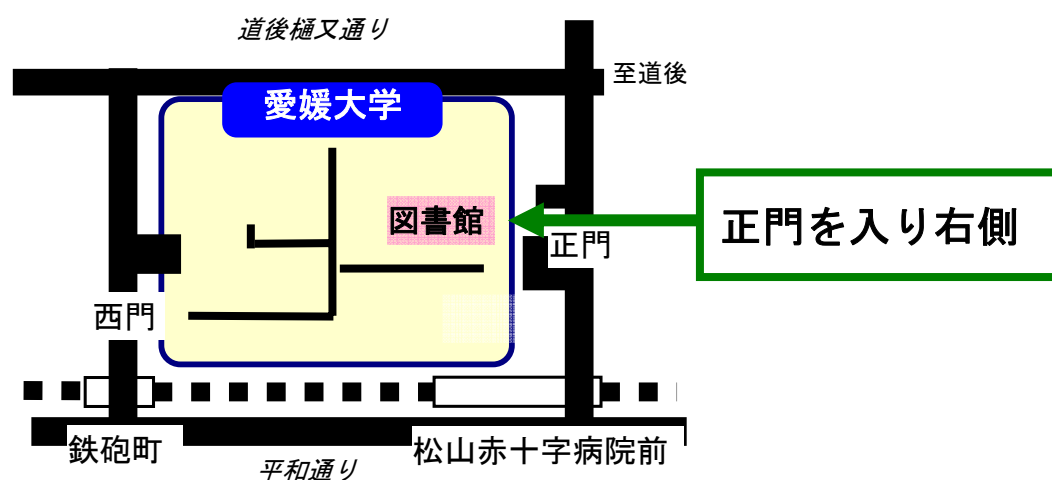 道後樋又通り
至道後
愛媛大学
図書館
正門を入り右側
正門
西門
鉄砲町
松山赤十字病院前
平和通り